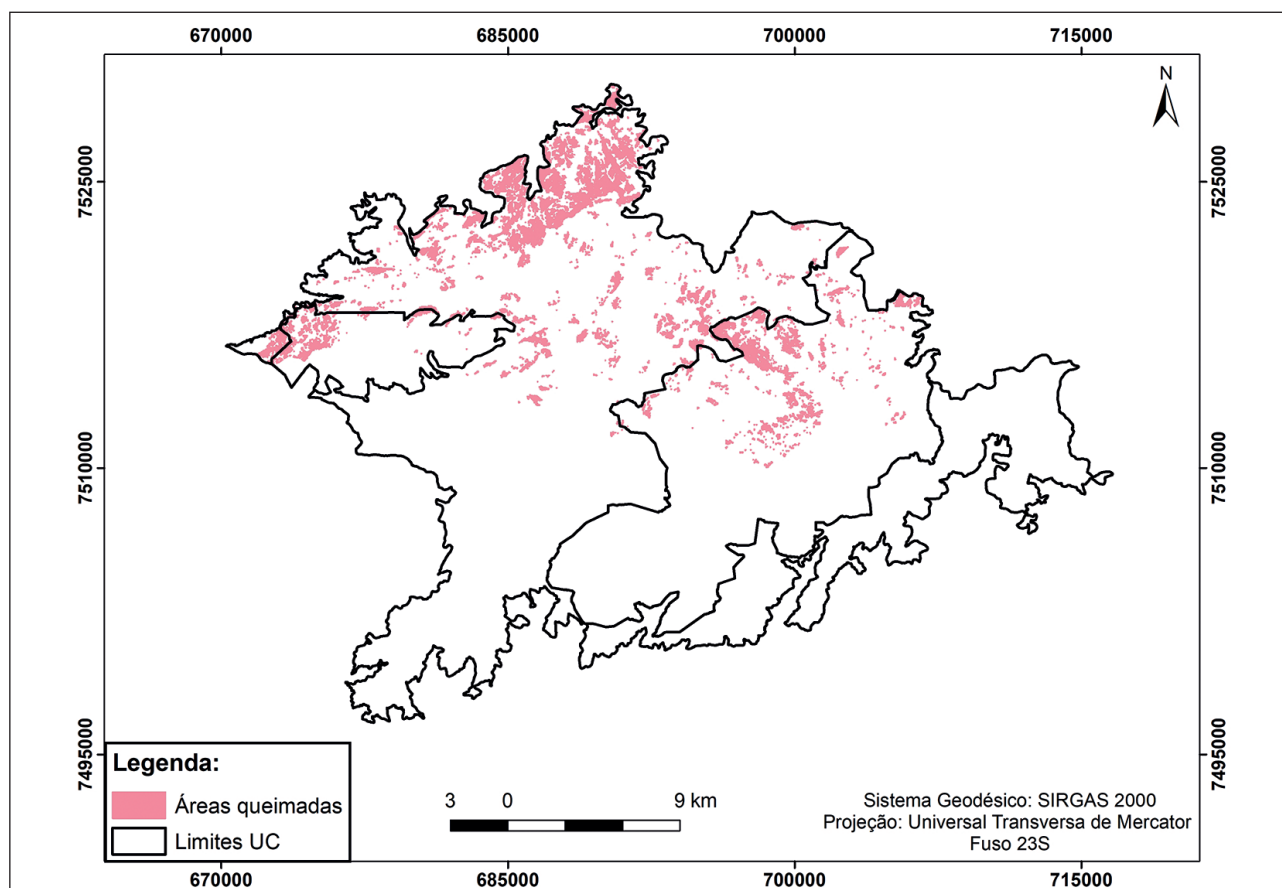 670000 685000 700000 715000
N
7525000 7525000
7510000 7510000
7495000 7495000
Legenda:
Áreas queimadas
Limites UC
3 0 9 km
Sistema Geodésico: SIRGAS 2000
Projeção: Universal Transversa de Mercator
Fuso 23S
670000 685000 700000 715000